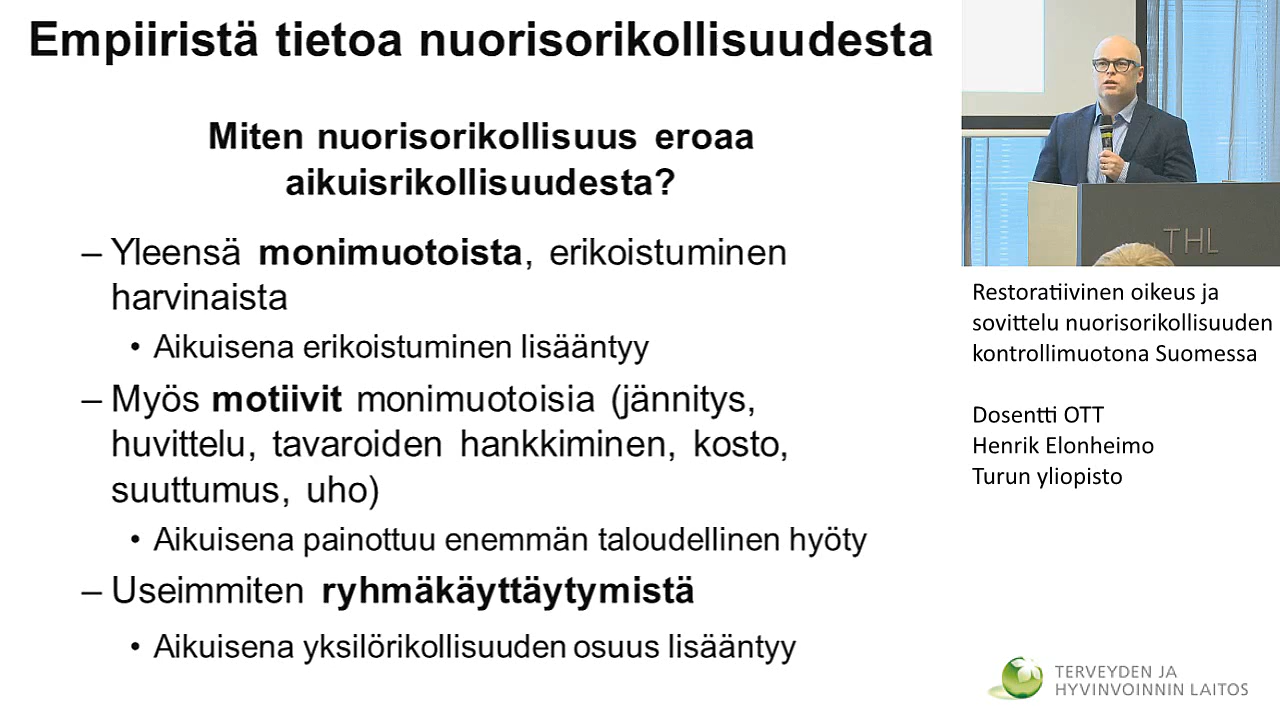 Empiiristä tietoa nuorisorikollisuudesta
Miten nuorisorikollisuus eroaa
aikuisrikollisuudesta?
– Yleensä monimuotoista, erikoistuminen
harvinaista
• Aikuisena erikoistuminen lisääntyy
– Myös motiivit monimuotoisia (jännitys,
huvittelu, tavaroiden hankkiminen, kosto,
suuttumus, uho)
• Aikuisena painottuu enemmän taloudellinen hyöty
– Useimmiten ryhmäkäyttäytymistä
• Aikuisena yksilörikollisuuden osuus lisääntyy
THL
Restoratiivinen oikeus ja
sovittelu nuorisorikollisuuden
kontrollimuotona Suomessa
Dosentti OTT
Henrik Elonheimo
Turun yliopisto
TERVEYDEN JA
HYVINVOINNIN LAITOS